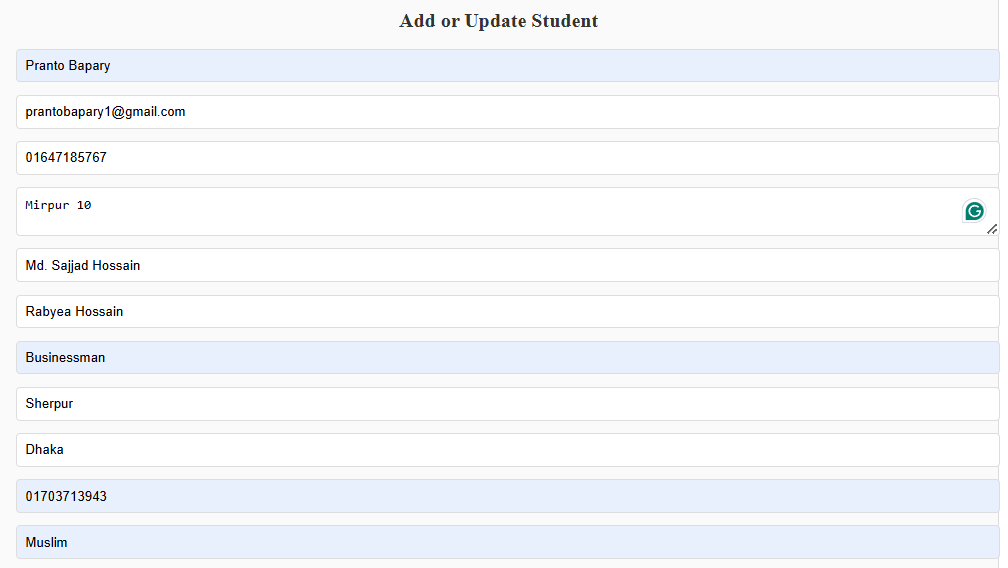 Add or Update Student
Pranto Bapary
prantobapary1@gmail.com
01647185767
Mirpur 10
Md. Sajjad Hossain
Rabyea Hossain
Businessman
Sherpur
Dhaka
01703713943
Muslim